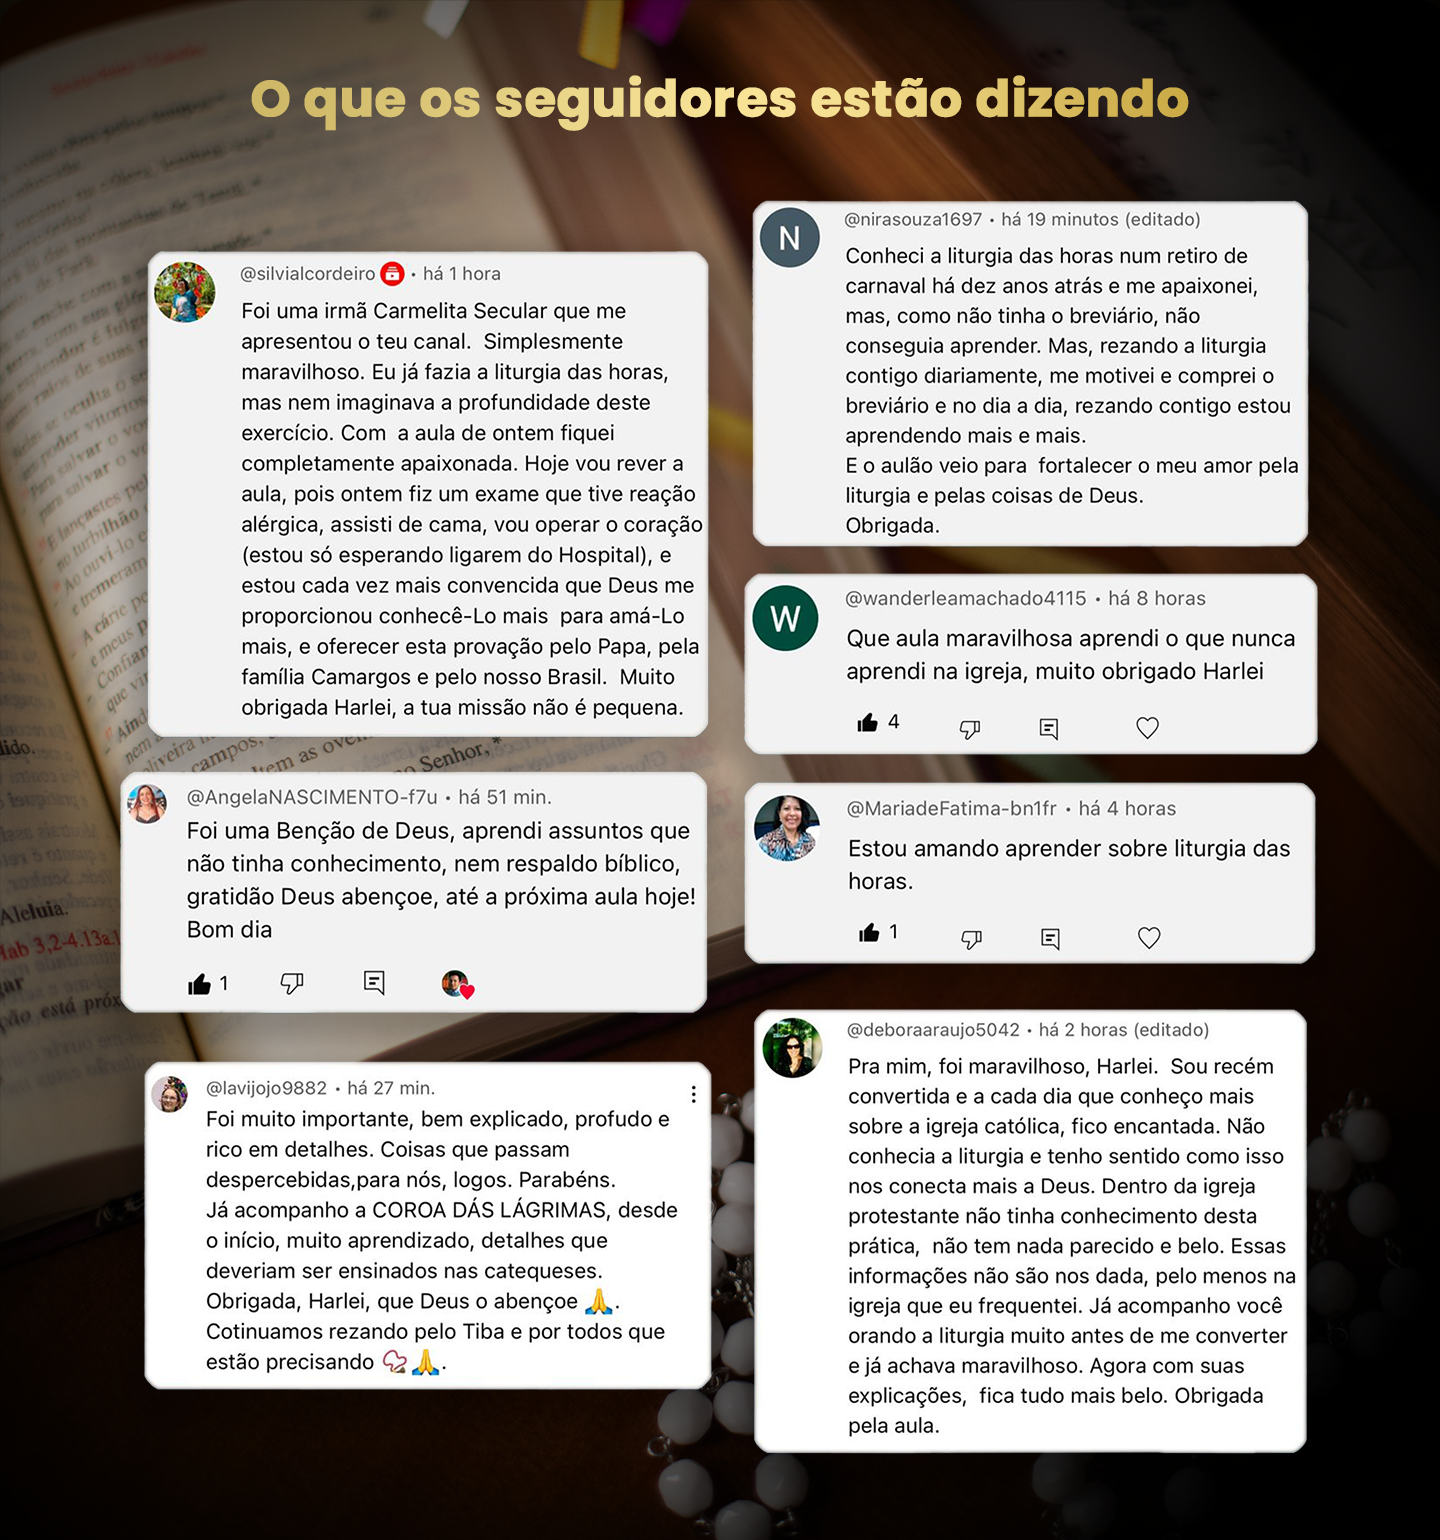 O que os seguidores estão dizendo
@silvialcordeiro • há 1 hora
Foi uma irmã Carmelita Secular que me
apresentou o teu canal. Simplesmente
maravilhoso. Eu já fazia a liturgia das horas,
mas nem imaginava a profundidade deste
exercício. Com a aula de ontem fiquei
completamente apaixonada. Hoje vou rever a
aula, pois ontem fiz um exame que tive reação
alérgica, assisti de cama, vou operar o coração
(estou só esperando ligarem do Hospital), e
estou cada vez mais convencida que Deus me
proporcionou conhecê-Lo mais para amá-Lo
mais, e oferecer esta provação pelo Papa, pela
família Camargos e pelo nosso Brasil. Muito
obrigada Harlei, a tua missão não é pequena.
@AngelaNASCIMENTO-f7u • há 51 min.
Foi uma Benção de Deus, aprendi assuntos que
não tinha conhecimento, nem respaldo bíblico,
gratidão Deus abençoe, até a próxima aula hoje!
Bom dia
1
@lavijojo9882 • há 27 min.
Foi muito importante, bem explicado, profudo e
rico em detalhes. Coisas que passam
despercebidas,para nós, logos. Parabéns.
Já acompanho a COROA DÁS LÁGRIMAS, desde
o início, muito aprendizado, detalhes que
deveriam ser ensinados nas catequeses.
Obrigada, Harlei, que Deus o abençoe 🙏.
Cotinuamos rezando pelo Tiba e por todos que
estão precisando 📿🙏.
N
@nirasouza1697 • há 19 minutos (editado)
Conheci a liturgia das horas num retiro de
carnaval há dez anos atrás e me apaixonei,
mas, como não tinha o breviário, não
conseguia aprender. Mas, rezando a liturgia
contigo diariamente, me motivei e comprei o
breviário e no dia a dia, rezando contigo estou
aprendendo mais e mais.
E o aulão veio para fortalecer o meu amor pela
liturgia e pelas coisas de Deus.
Obrigada.
W
@wanderleamachado4115 • há 8 horas
Que aula maravilhosa aprendi o que nunca
aprendi na igreja, muito obrigado Harlei
4
@MariadeFatima-bn1fr • há 4 horas
Estou amando aprender sobre liturgia das
horas.
1
@deboraaraujo5042 • há 2 horas (editado)
Pra mim, foi maravilhoso, Harlei. Sou recém
convertida e a cada dia que conheço mais
sobre a igreja católica, fico encantada. Não
conhecia a liturgia e tenho sentido como isso
nos conecta mais a Deus. Dentro da igreja
protestante não tinha conhecimento desta
prática, não tem nada parecido e belo. Essas
informações não são nos dada, pelo menos na
igreja que eu frequentei. Já acompanho você
orando a liturgia muito antes de me converter
e já achava maravilhoso. Agora com suas
explicações, fica tudo mais belo. Obrigada
pela aula.
campos,
Senhor, *
Aleluia.